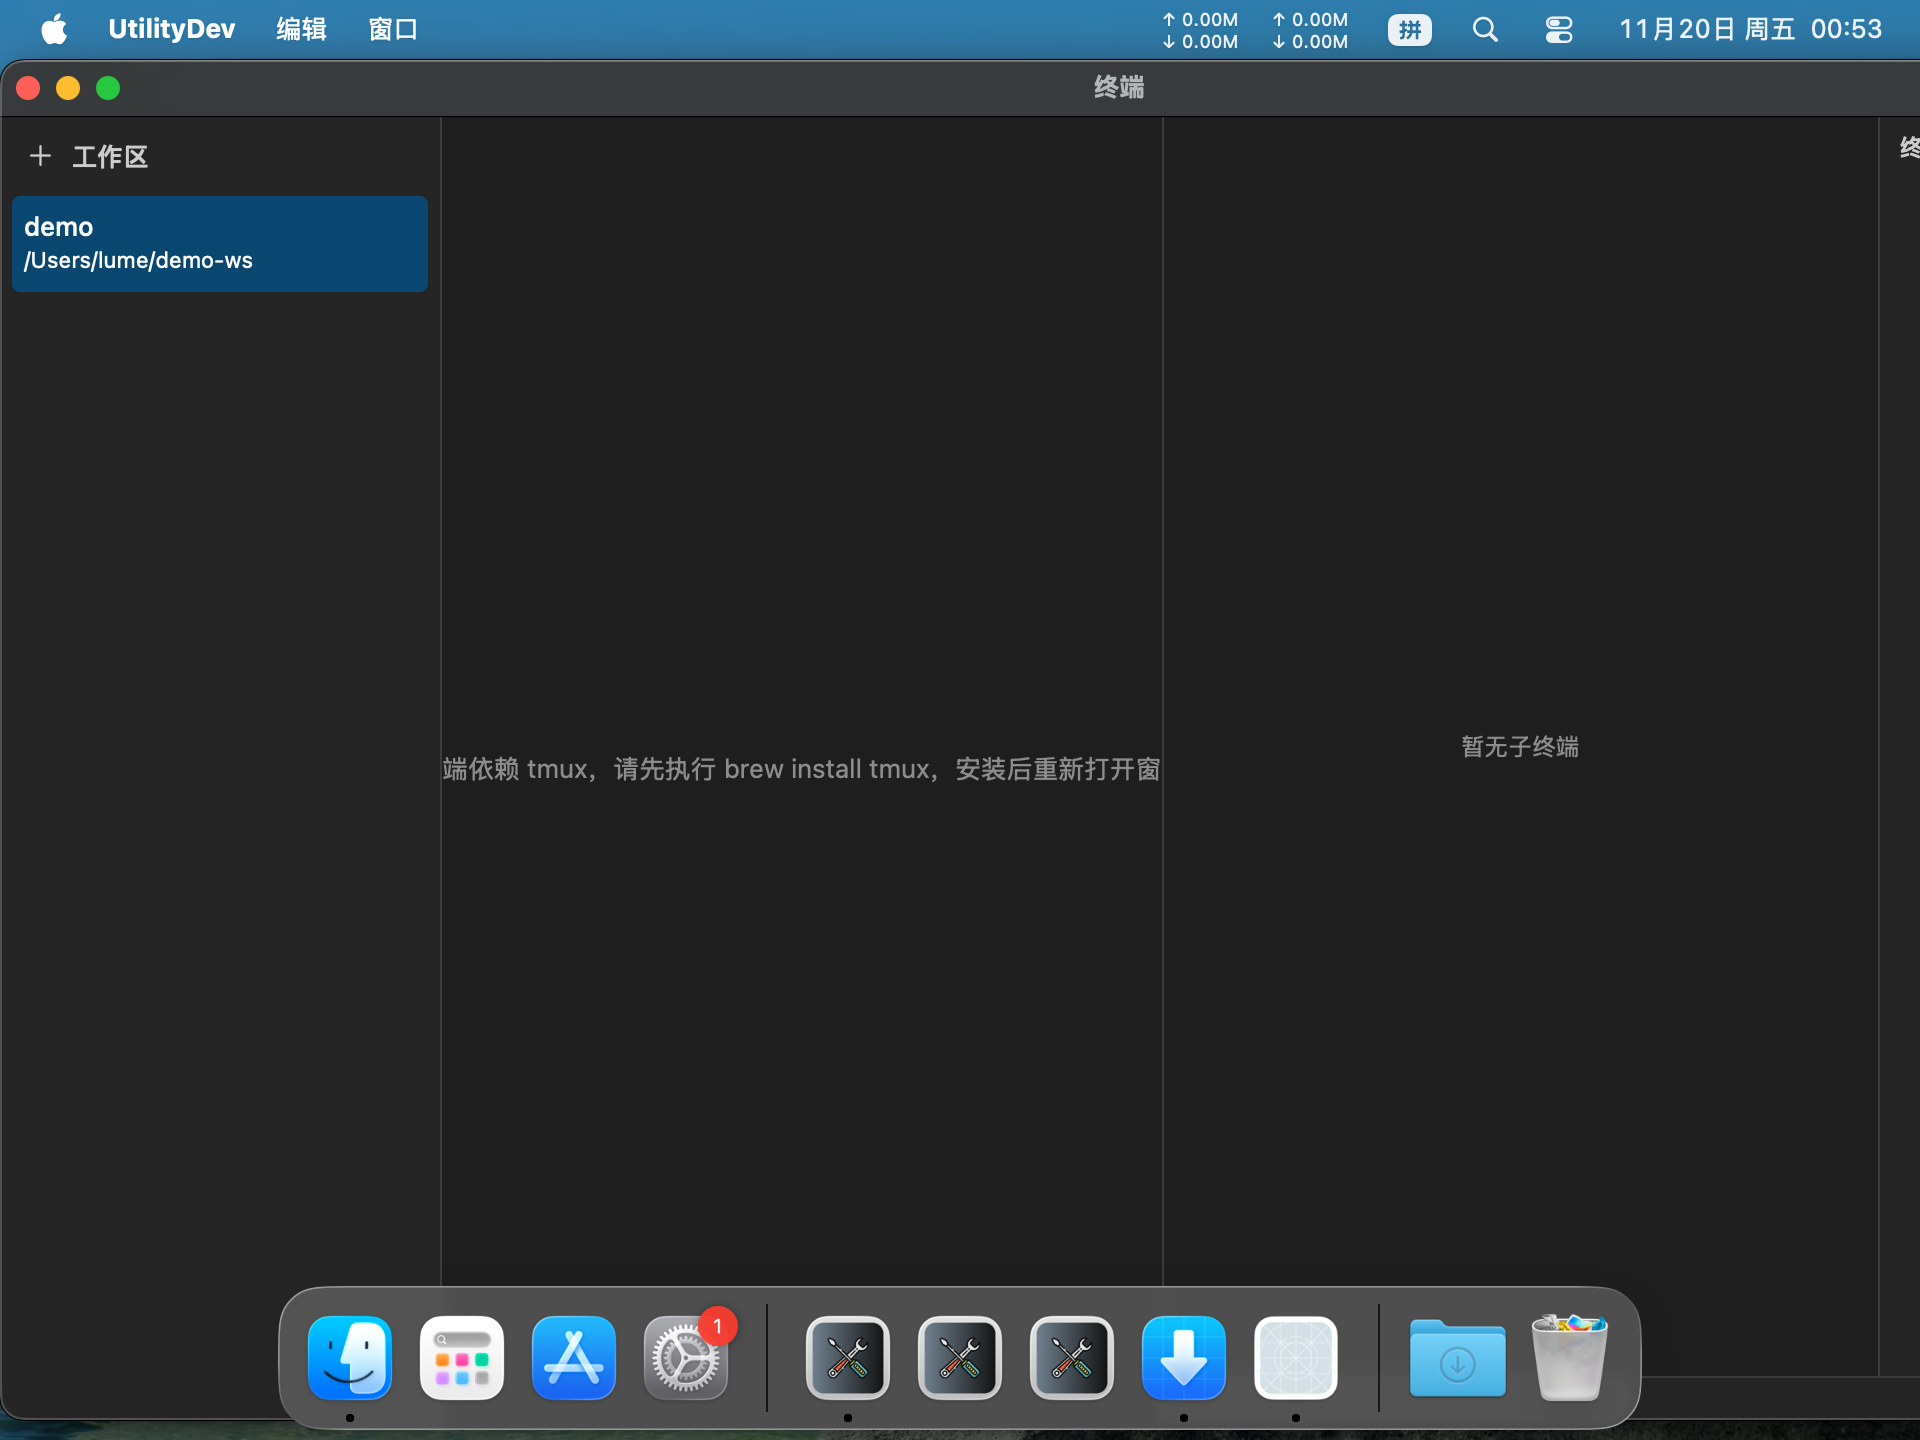 UtilityDev 编辑 窗口
↑ 0.00M ↑ 0.00M
↓ 0.00M ↓ 0.00M
拼
11月20日 周五 00:53
终端
工作区
终
demo
/Users/lume/demo-ws
端依赖 tmux，请先执行 brew install tmux，安装后重新打开窗
暂无子终端
1